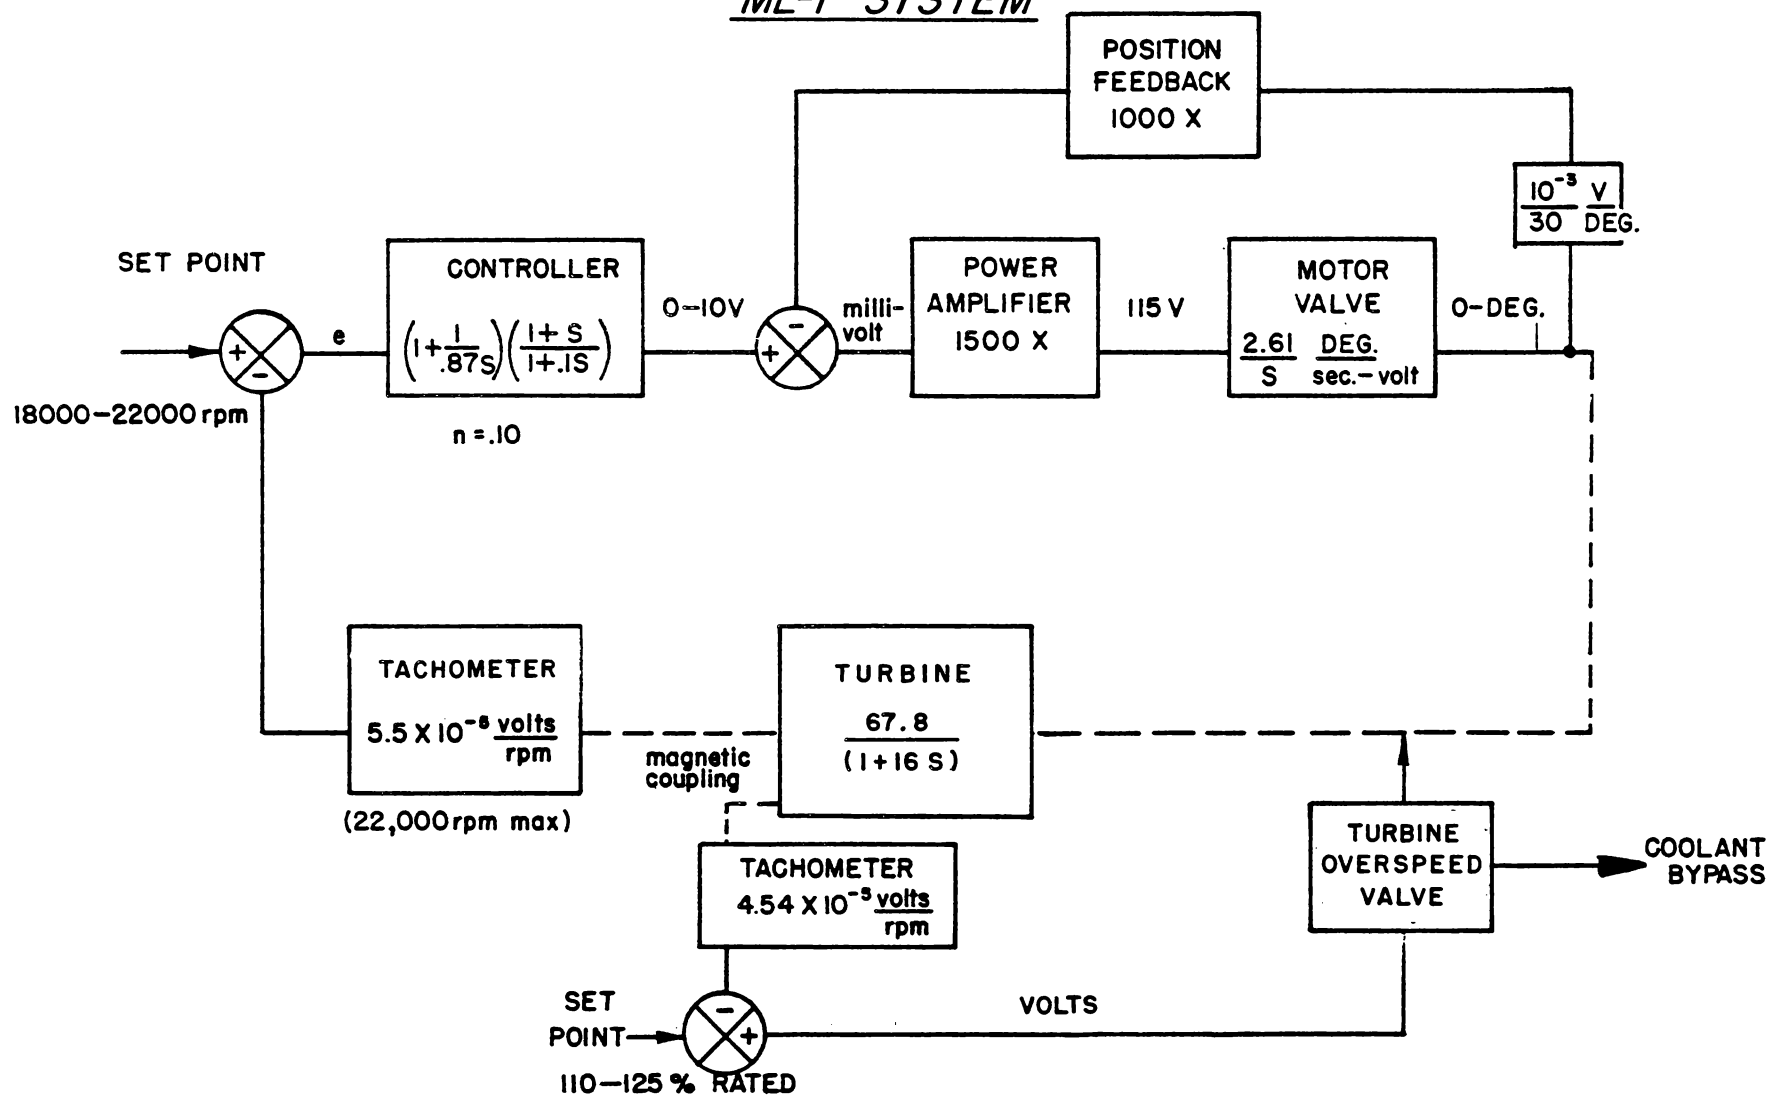 ML-1 SYSTEM
POSITION
FEEDBACK
1000 X
10⁻³ V
30 DEG.
SET POINT
18000-22000 rpm
e
CONTROLLER
(1+ 1/.87S)(1+S/1+.1S)
n = .10
0-10V
milli-
volt
POWER
AMPLIFIER
1500 X
115 V
MOTOR
VALVE
2.61 DEG.
S sec.-volt
0-DEG.
TACHOMETER
5.5 X 10 volts
rpm
(22,000 rpm max)
magnetic
coupling
TURBINE
67.8
(1+16 S)
TACHOMETER
4.54 X 10⁻⁵ volts
rpm
TURBINE
OVERSPEED
VALVE
COOLANT
BYPASS
SET
POINT
110-125 % RATED
VOLTS
+
-
+
-
-
+